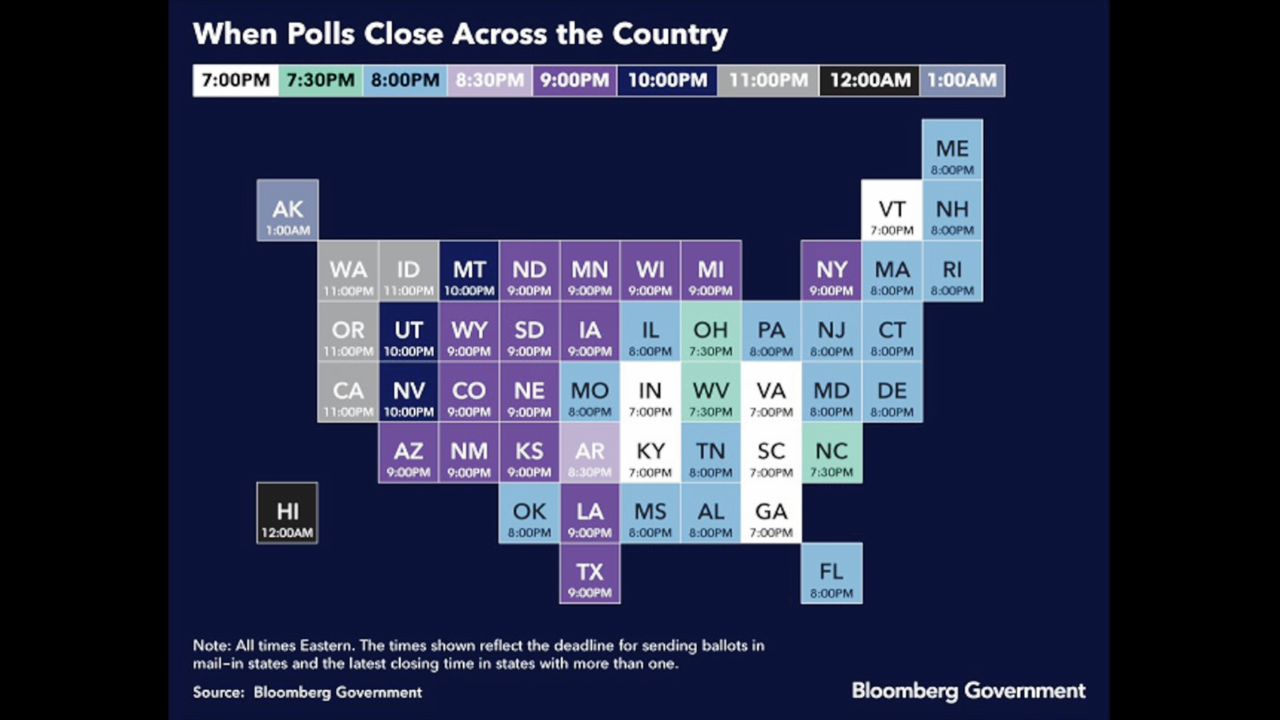 When Polls Close Across the Country
7:00PM 7:30PM 8:00PM 8:30PM 9:00PM 10:00PM 11:00PM 12:00AM 1:00AM
ME
8:00PM
AK VT NH
1:00AM 7:00PM 8:00PM
WA ID MT ND MN WI MI NY MA RI
11:00PM 11:00PM 10:00PM 9:00PM 9:00PM 9:00PM 9:00PM 9:00PM 8:00PM 8:00PM
OR UT WY SD IA IL OH PA NJ CT
11:00PM 10:00PM 9:00PM 9:00PM 9:00PM 8:00PM 7:30PM 8:00PM 8:00PM 8:00PM
CA NV CO NE MO IN WV VA MD DE
11:00PM 10:00PM 9:00PM 9:00PM 8:00PM 7:00PM 7:30PM 7:00PM 8:00PM 8:00PM
AZ NM KS AR KY TN SC NC
9:00PM 9:00PM 9:00PM 8:30PM 7:00PM 8:00PM 7:00PM 7:30PM
HI OK LA MS AL GA
12:00AM 8:00PM 9:00PM 8:00PM 8:00PM 7:00PM
TX FL
9:00PM 8:00PM
Note: All times Eastern. The times shown reflect the deadline for sending ballots in
mail-in states and the latest closing time in states with more than one.
Source: Bloomberg Government
Bloomberg Government